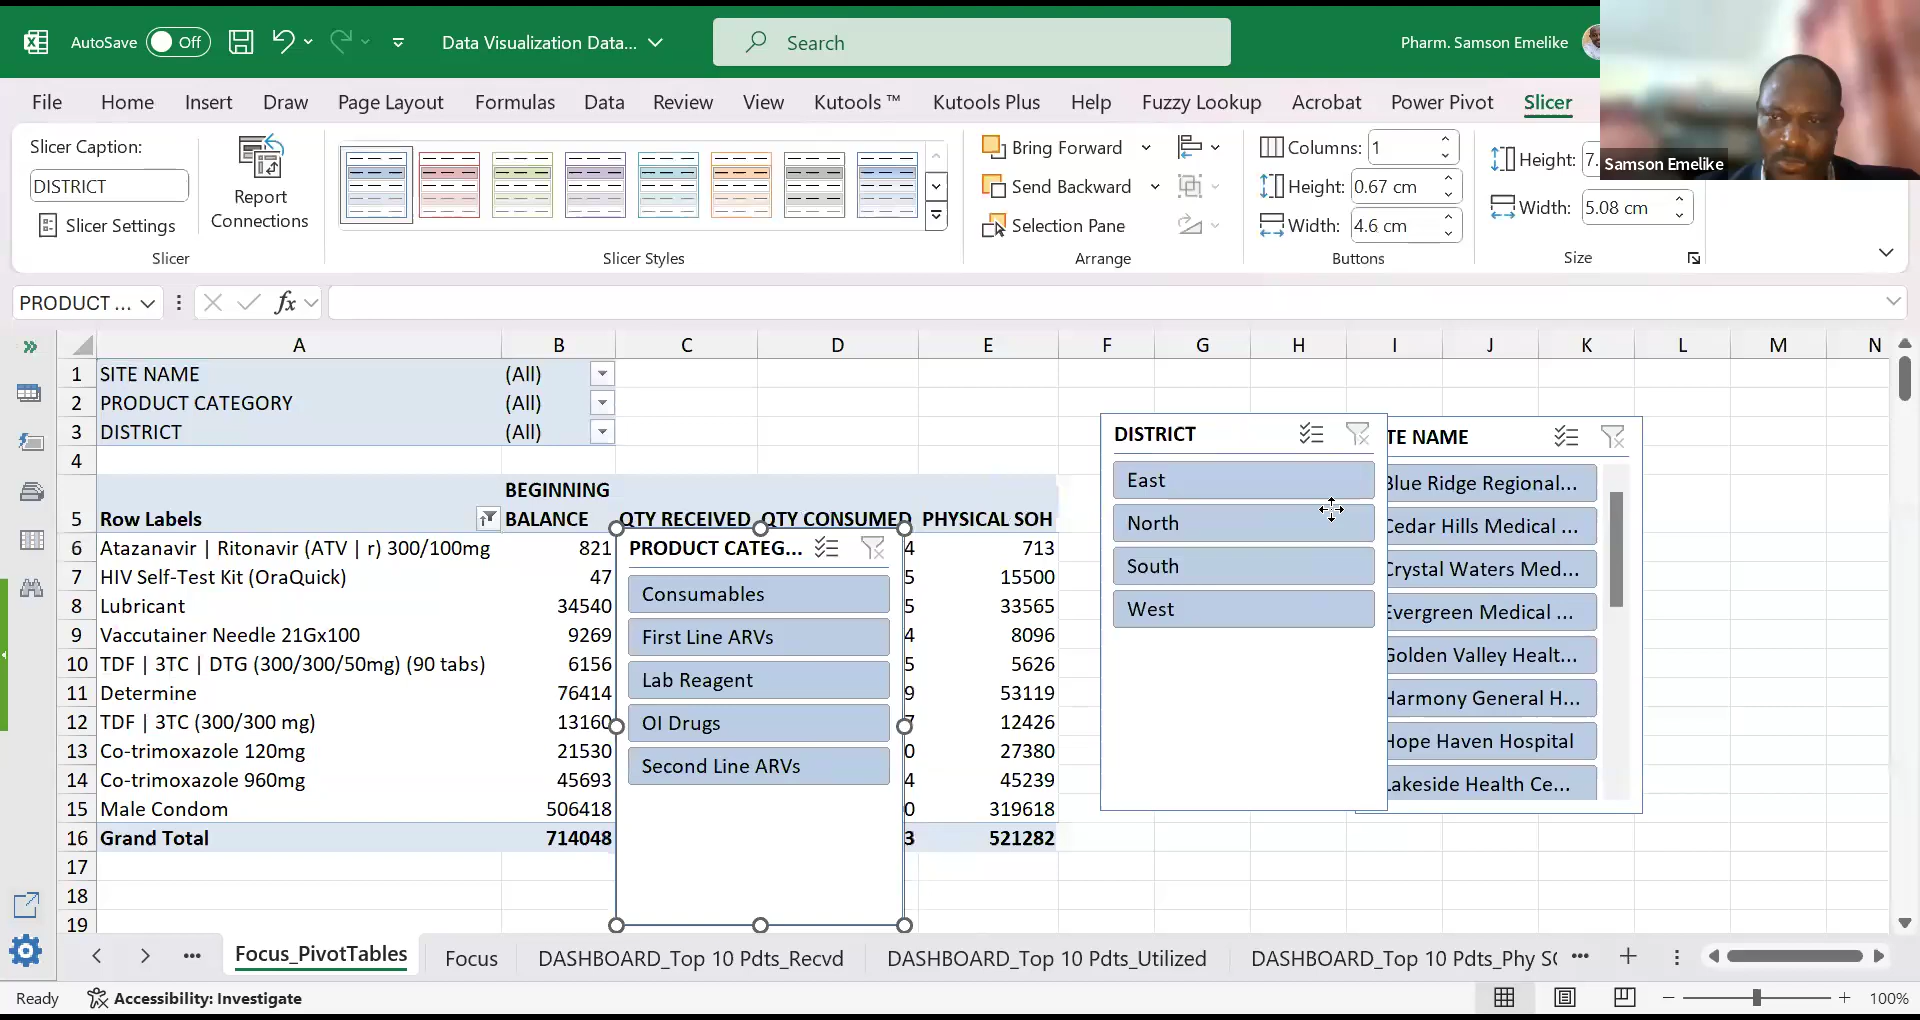 AutoSave Off Data Visualization Data... Search Pharm. Samson Emelike
File Home Insert Draw Page Layout Formulas Data Review View Kutools ™ Kutools Plus Help Fuzzy Lookup Acrobat Power Pivot Slicer
Slicer Caption:
DISTRICT
Slicer Settings
Report
Connections
Slicer
Slicer Styles
Bring Forward
Send Backward
Selection Pane
Arrange
Columns: 1
Height: 0.67 cm
Width: 4.6 cm
Buttons
Height: 7.
Width: 5.08 cm
Size
Samson Emelike
PRODUCT ... fx
A B C D E F G H I J K L M N
1 SITE NAME (All)
2 PRODUCT CATEGORY (All)
3 DISTRICT (All)
4
BEGINNING
5 Row Labels BALANCE QTY RECEIVED QTY CONSUMED PHYSICAL SOH
6 Atazanavir | Ritonavir (ATV | r) 300/100mg 821 4 713
7 HIV Self-Test Kit (OraQuick) 47 5 15500
8 Lubricant 34540 5 33565
9 Vaccutainer Needle 21Gx100 9269 4 8096
10 TDF | 3TC | DTG (300/300/50mg) (90 tabs) 6156 5 5626
11 Determine 76414 9 53119
12 TDF | 3TC (300/300 mg) 13160 7 12426
13 Co-trimoxazole 120mg 21530 0 27380
14 Co-trimoxazole 960mg 45693 4 45239
15 Male Condom 506418 0 319618
16 Grand Total 714048 3 521282
17
18
19
PRODUCT CATEG...
Consumables
First Line ARVs
Lab Reagent
OI Drugs
Second Line ARVs
DISTRICT
East
North
South
West
TE NAME
Blue Ridge Regional...
Cedar Hills Medical ...
Crystal Waters Med...
Evergreen Medical ...
Golden Valley Healt...
Harmony General H...
Hope Haven Hospital
Lakeside Health Ce...
... Focus_PivotTables Focus DASHBOARD_Top 10 Pdts_Recvd DASHBOARD_Top 10 Pdts_Utilized DASHBOARD_Top 10 Pdts_Phy SO ...
Ready Accessibility: Investigate 100%